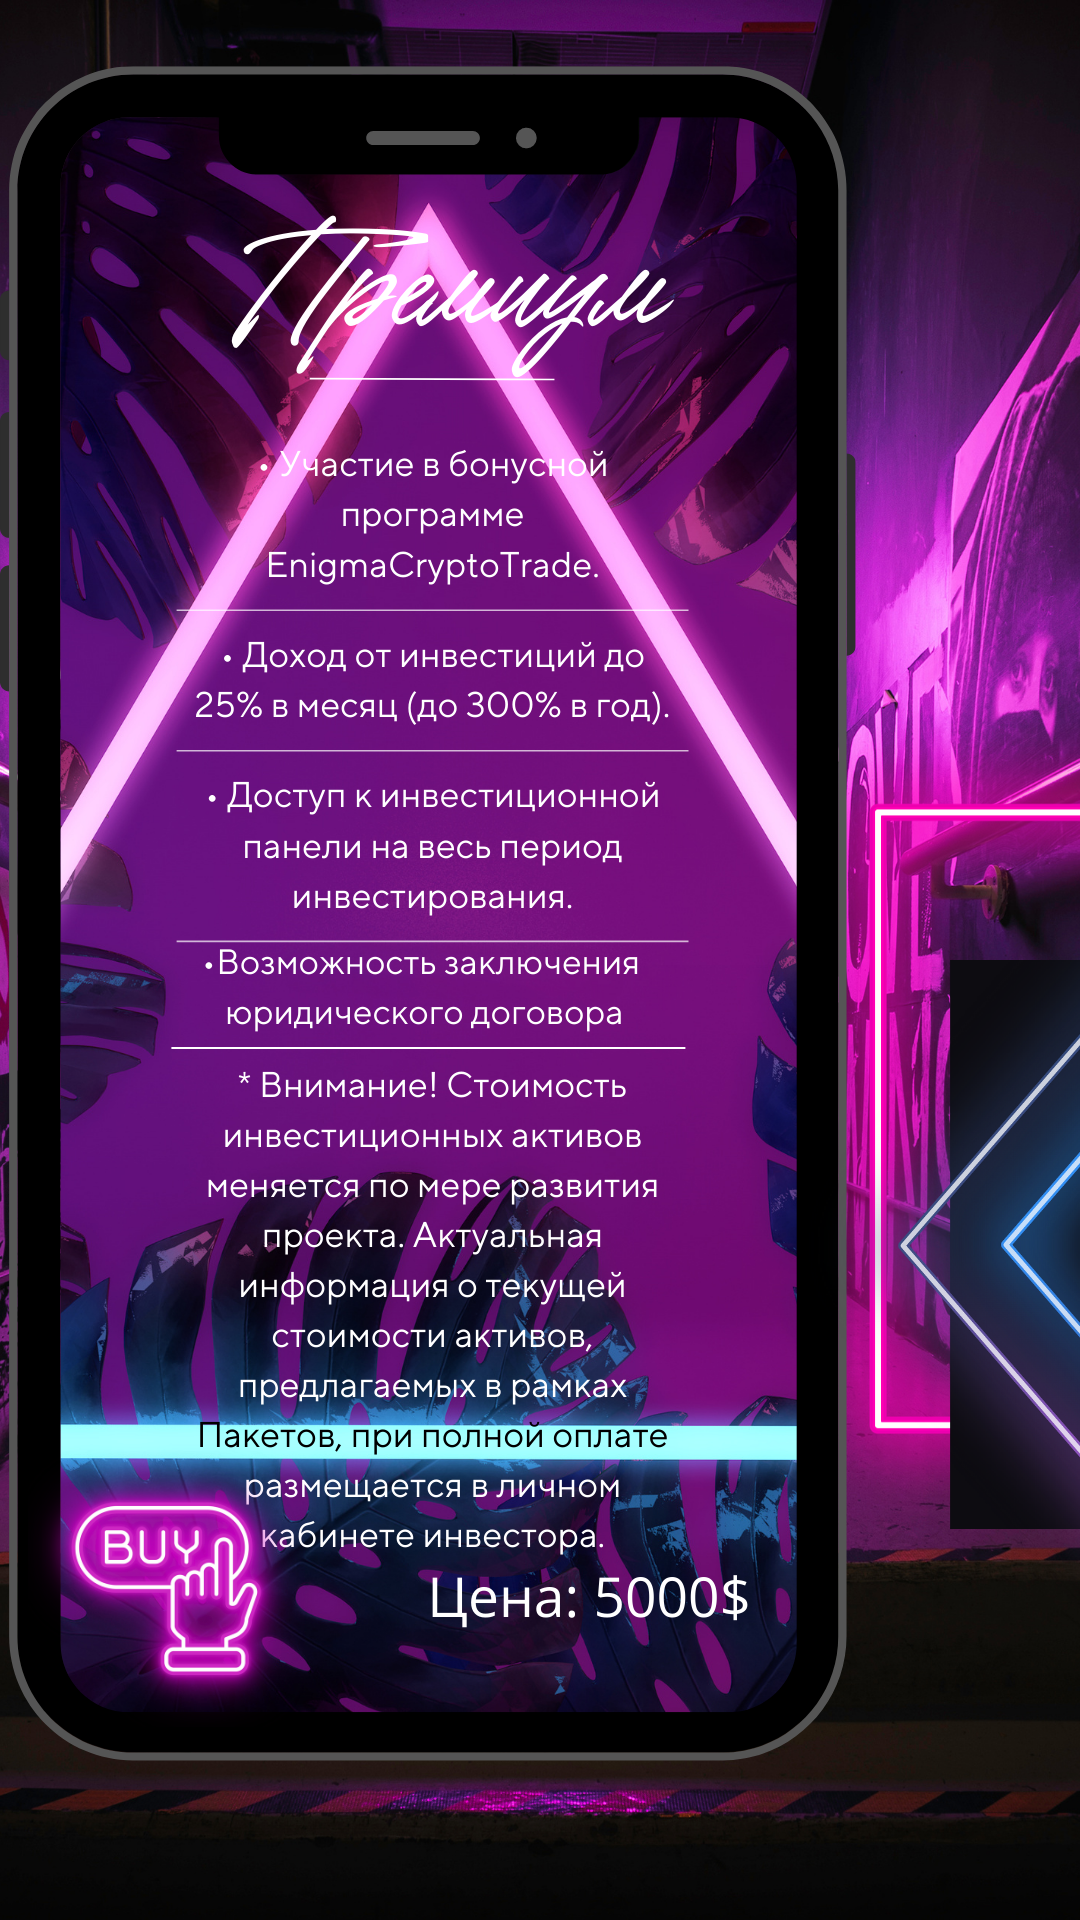 Премиум
• Участие в бонусной
программе
EnigmaCryptoTrade.
• Доход от инвестиций до
25% в месяц (до 300% в год).
• Доступ к инвестиционной
панели на весь период
инвестирования.
•Возможность заключения
юридического договора
* Внимание! Стоимость
инвестиционных активов
меняется по мере развития
проекта. Актуальная
информация о текущей
стоимости активов,
предлагаемых в рамках
Пакетов, при полной оплате
размещается в личном
кабинете инвестора.
BUY
Цена: 5000$